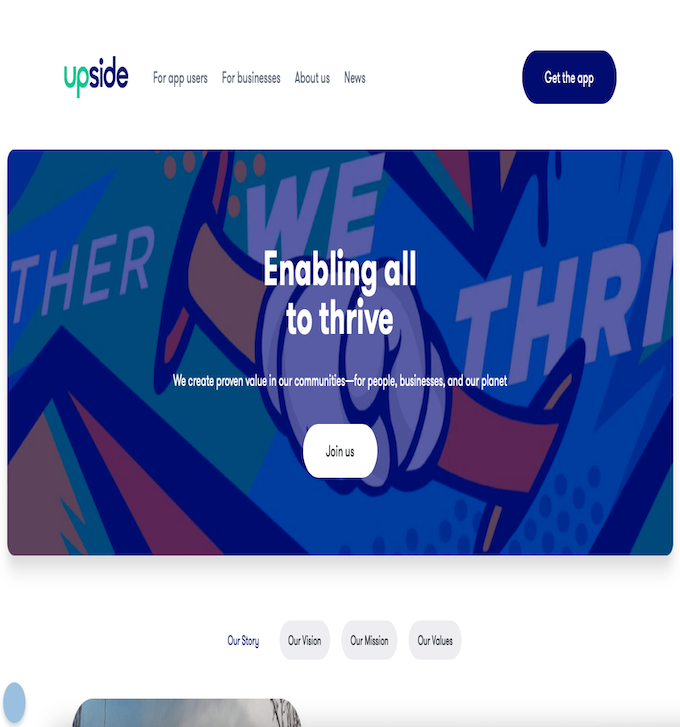 upside
For app users
For businesses
About us
News
Get the app
THER
WE
THRI
Enabling all
to thrive
We create proven value in our communities—for people, businesses, and our planet
Join us
Our Story
Our Vision
Our Mission
Our Values